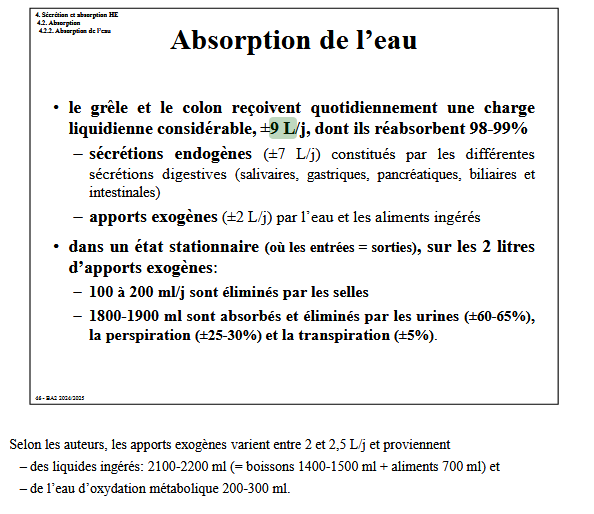 4. Sécrétion et absorption HE
4.2. Absorption
4.2.2. Absorption de l'eau
Absorption de l'eau
• le grêle et le colon reçoivent quotidiennement une charge
liquidienne considérable, ±9 L/j, dont ils réabsorbent 98-99%
– sécrétions endogènes (±7 L/j) constitués par les différentes
sécrétions digestives (salivaires, gastriques, pancréatiques, biliaires et
intestinales)
– apports exogènes (±2 L/j) par l'eau et les aliments ingérés
• dans un état stationnaire (où les entrées = sorties), sur les 2 litres
d'apports exogènes:
– 100 à 200 ml/j sont éliminés par les selles
– 1800-1900 ml sont absorbés et éliminés par les urines (±60-65%),
la perspiration (±25-30%) et la transpiration (±5%).
46 - BA2 2024/2025
Selon les auteurs, les apports exogènes varient entre 2 et 2,5 L/j et proviennent
– des liquides ingérés: 2100-2200 ml (= boissons 1400-1500 ml + aliments 700 ml) et
– de l'eau d'oxydation métabolique 200-300 ml.